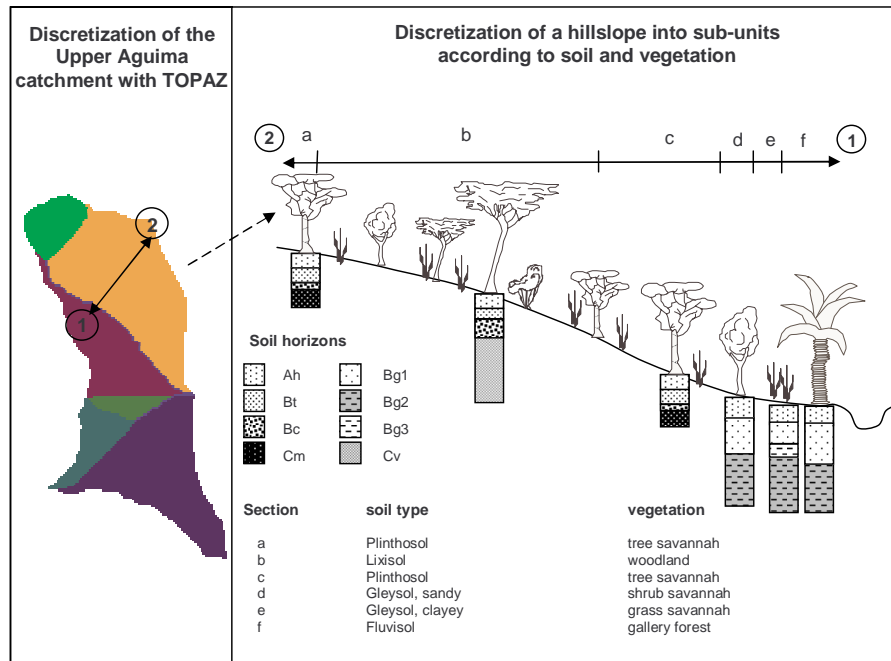 Discretization of the
Upper Aguima
catchment with TOPAZ
2
1
Discretization of a hillslope into sub-units
according to soil and vegetation
2 a b c d e f 1
Soil horizons
Ah Bg1
Bt Bg2
Bc Bg3
Cm Cv
Section soil type vegetation
a Plinthosol tree savannah
b Lixisol woodland
c Plinthosol tree savannah
d Gleysol, sandy shrub savannah
e Gleysol, clayey grass savannah
f Fluvisol gallery forest